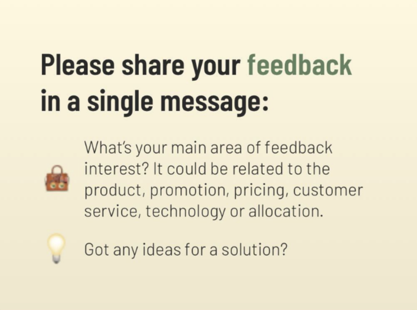 Please share your feedback
in a single message:
What's your main area of feedback
interest? It could be related to the
product, promotion, pricing, customer
service, technology or allocation.
Got any ideas for a solution?